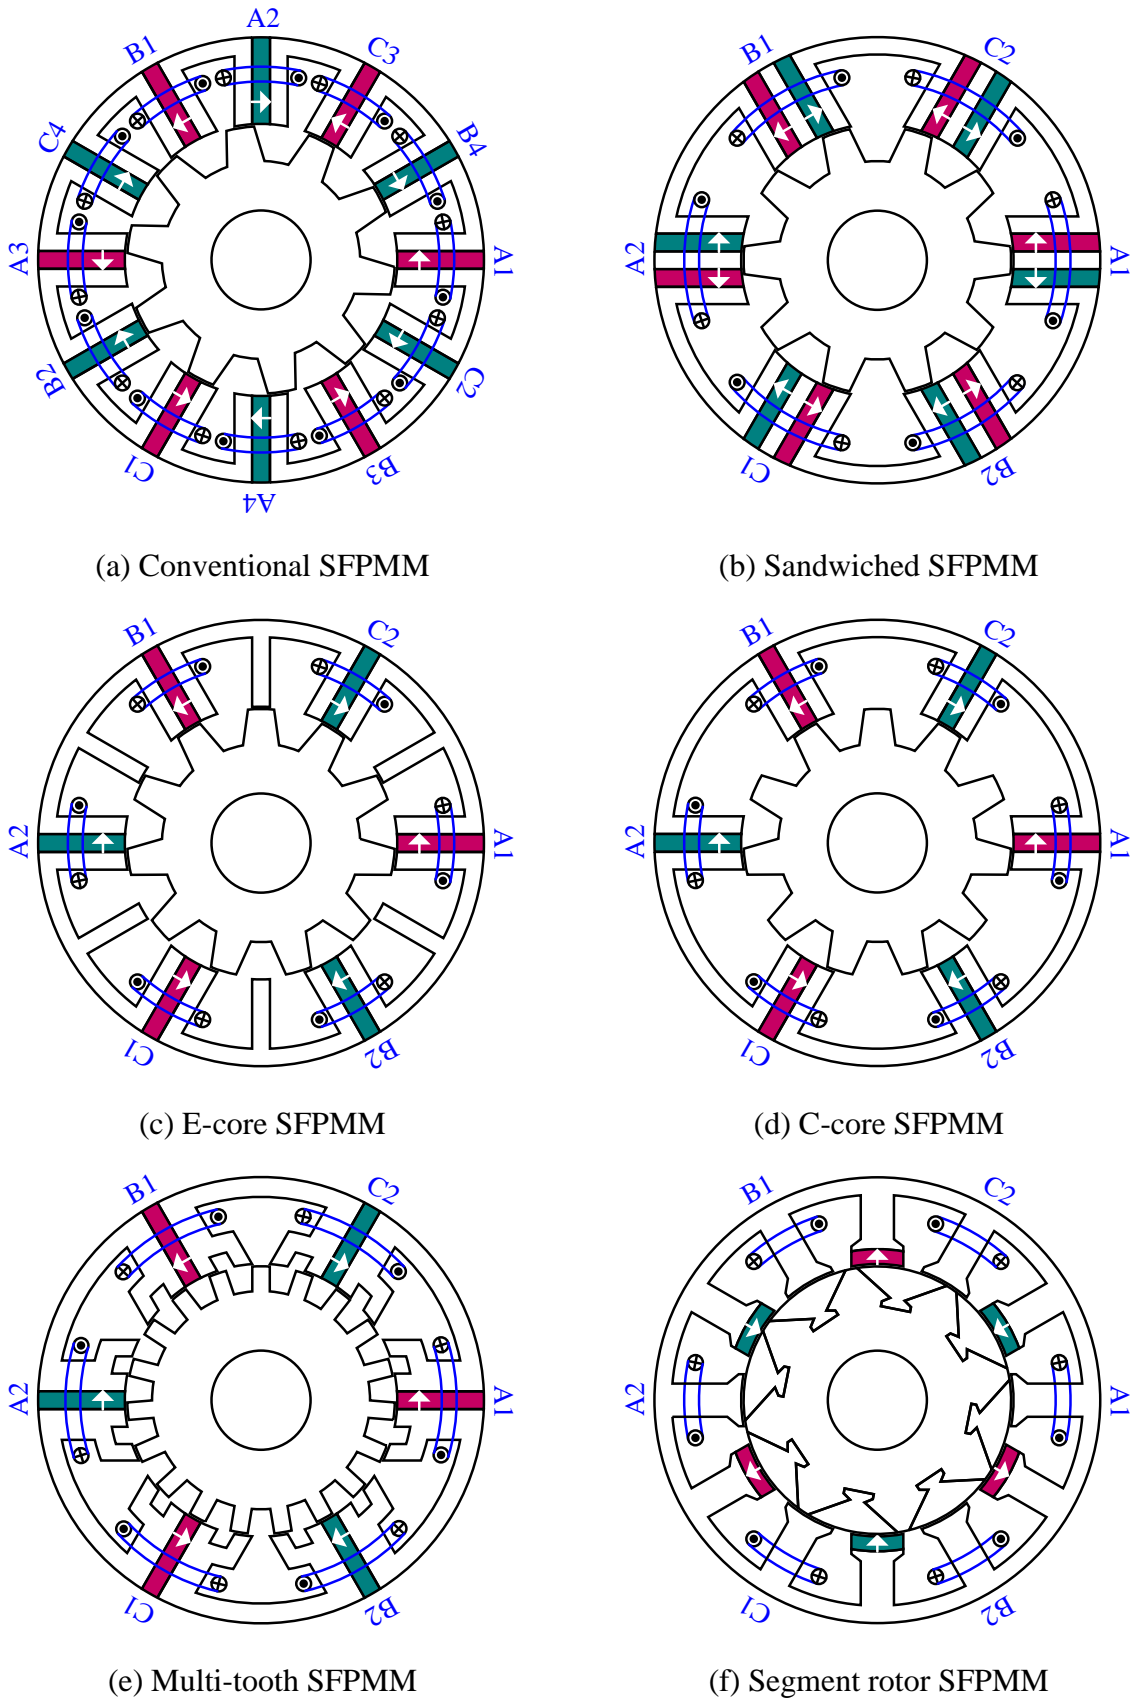 A2
B1
C3
C4
B4
A3
A1
B2
C2
C1
B3
A4
(a) Conventional SFPMM
B1
C2
A2
A1
C1
B2
(b) Sandwiched SFPMM
B1
C2
A2
A1
C1
B2
(c) E-core SFPMM
B1
C2
A2
A1
C1
B2
(d) C-core SFPMM
B1
C2
A2
A1
C1
B2
(e) Multi-tooth SFPMM
B1
C2
A2
A1
C1
B2
(f) Segment rotor SFPMM